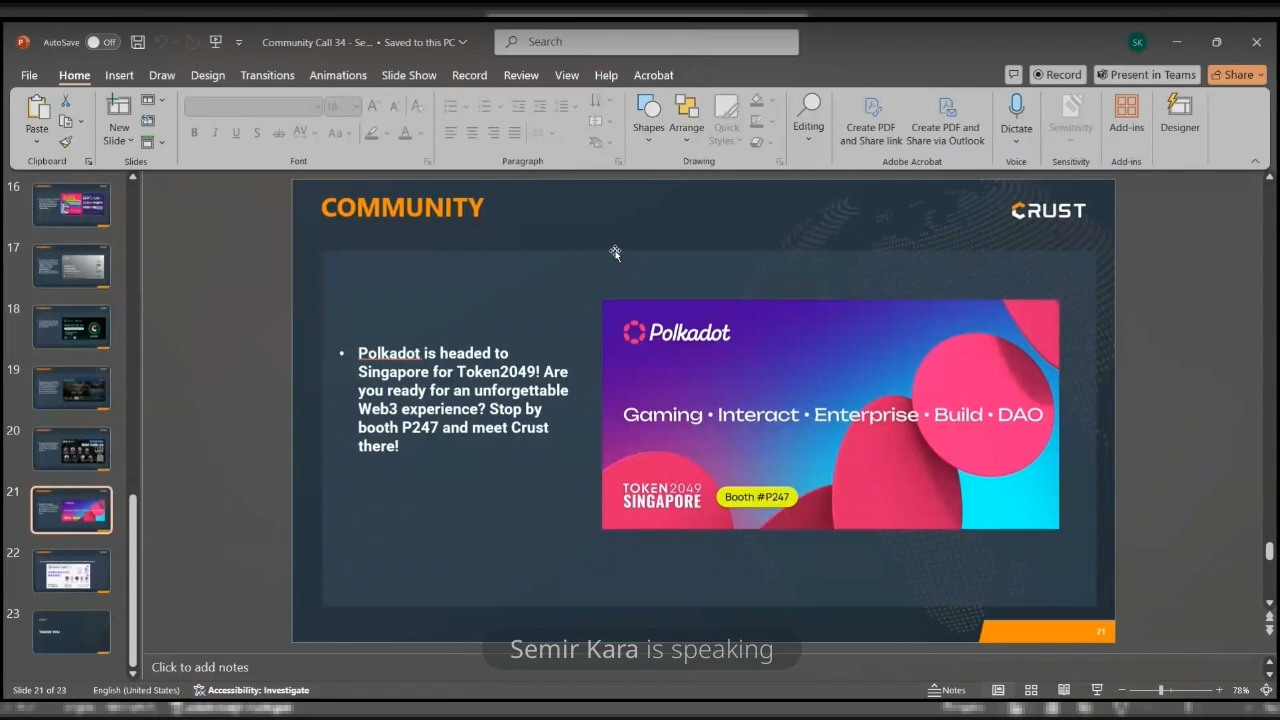 AutoSave Off Community Call 34 - Se... • Saved to this PC Search SK
File Home Insert Draw Design Transitions Animations Slide Show Record Review View Help Acrobat Record Present in Teams Share
Paste New Slide 18 Aa Shapes Arrange Quick Styles Editing Create PDF and Share link Create PDF and Share via Outlook Dictate Sensitivity Add-ins Designer
Clipboard Slides Font Paragraph Drawing Adobe Acrobat Voice Sensitivity Add-ins
16
17
18
19
20
21
22
23
THANK YOU
COMMUNITY
CRUST
• Polkadot is headed to
Singapore for Token2049! Are
you ready for an unforgettable
Web3 experience? Stop by
booth P247 and meet Crust
there!
Polkadot
Gaming • Interact • Enterprise • Build • DAO
TOKEN2049
SINGAPORE
Booth #P247
21
Semir Kara is speaking
Click to add notes
Slide 21 of 23 English (United States) Accessibility: Investigate Notes 78%